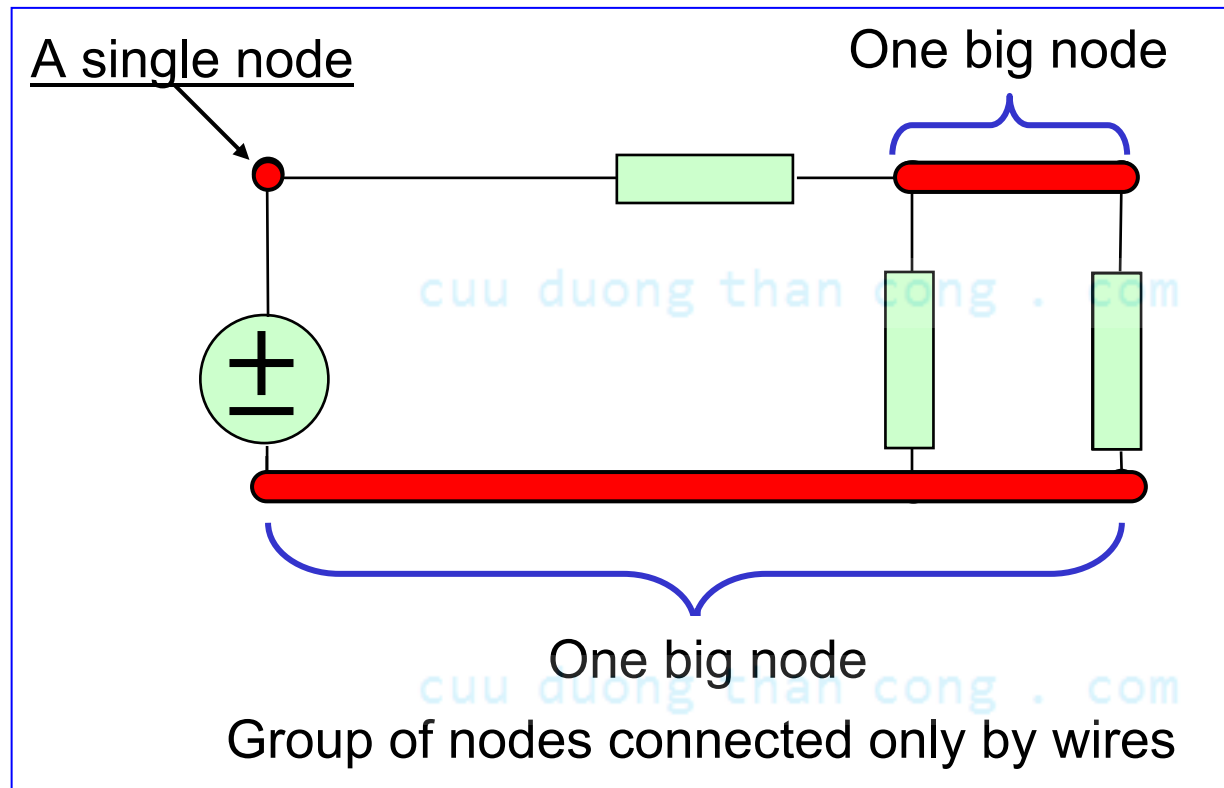 A single node
One big node
cuu duong than cong . com
±
One big node
cuu duong than cong . com
Group of nodes connected only by wires